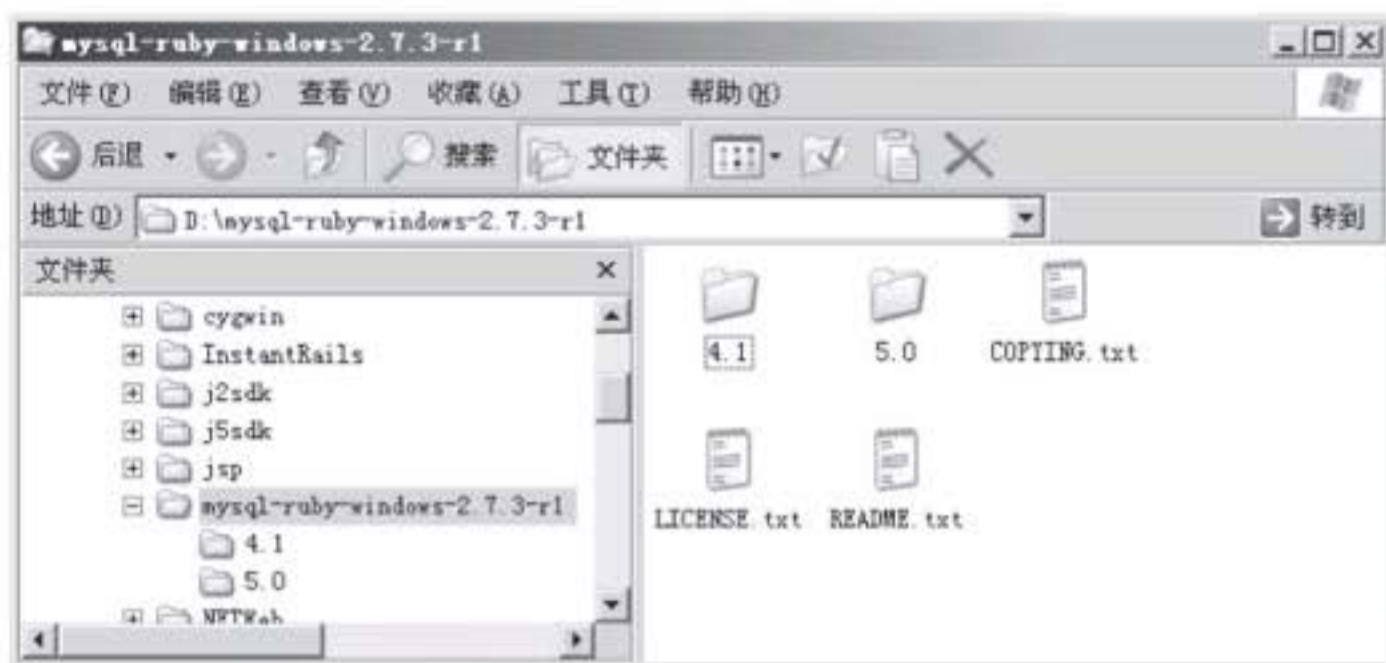 mysql-ruby-windows-2.7.3-r1
文件(F) 编辑(E) 查看(V) 收藏(A) 工具(T) 帮助(H)
后退 搜索 文件夹
地址(D) D:\mysql-ruby-windows-2.7.3-r1 转到
文件夹
cygwin
InstantRails
j2sdk
j5sdk
jsp
mysql-ruby-windows-2.7.3-r1
4.1
5.0
4.1 5.0 COPYING.txt
LICENSE.txt README.txt